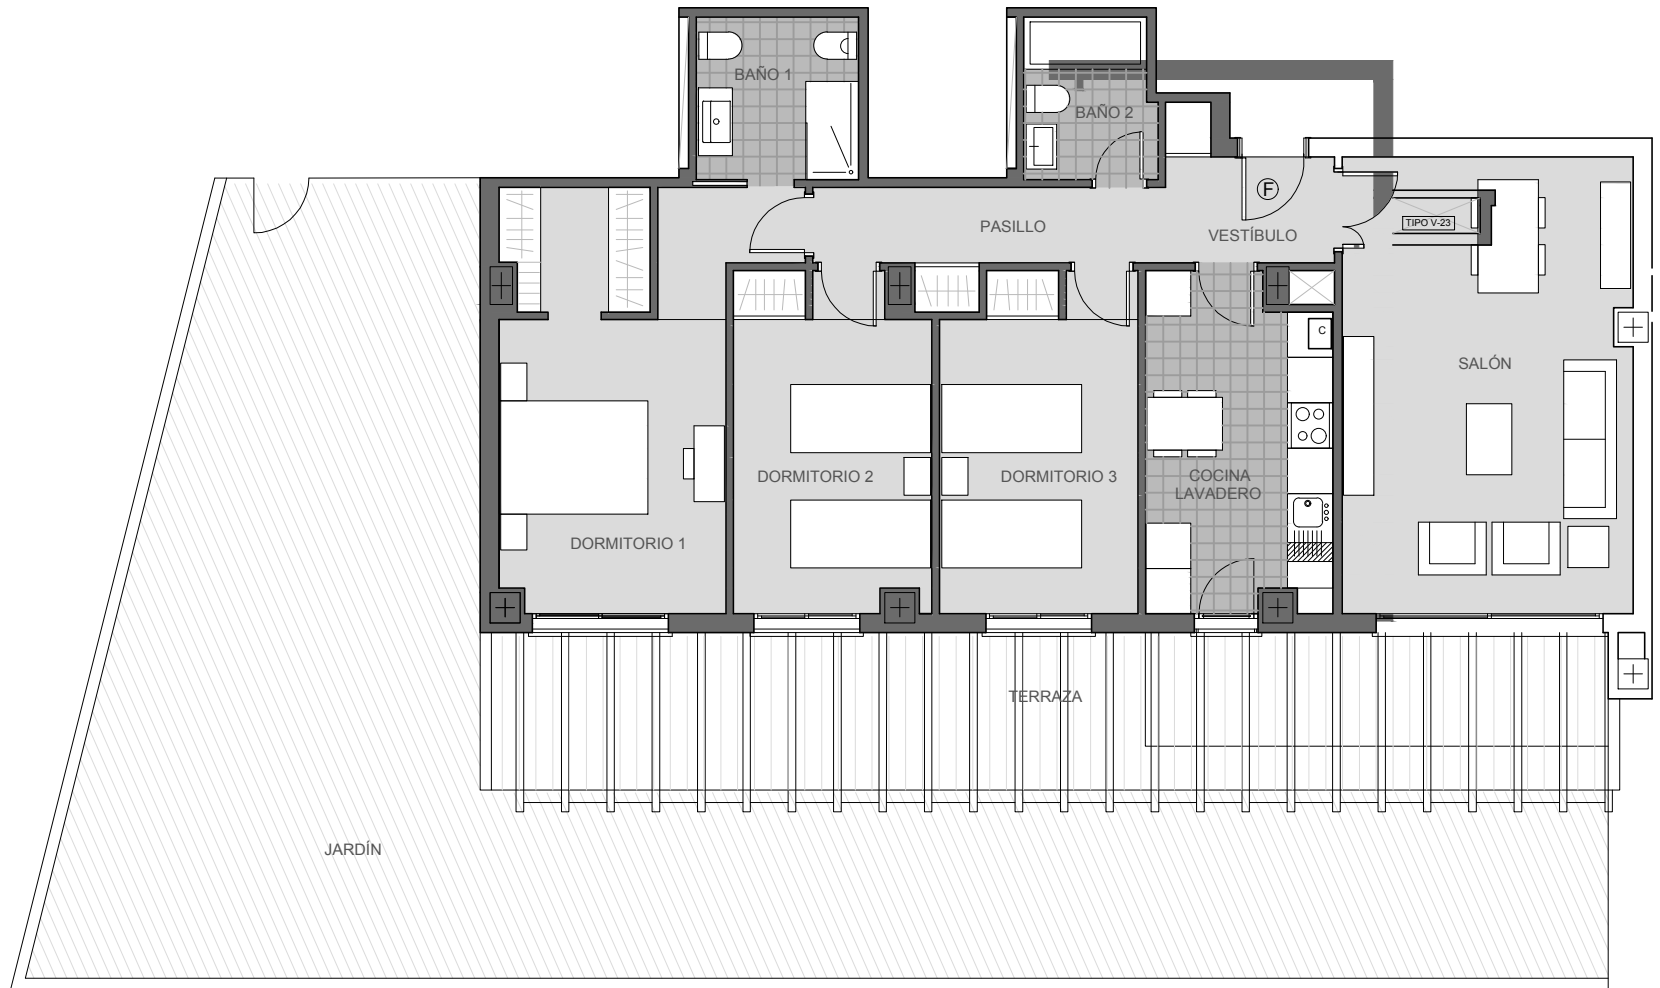 BAÑO 1
BAÑO 2
F
PASILLO
VESTÍBULO
TIPO V-23
C
SALÓN
DORMITORIO 2
DORMITORIO 3
COCINA
LAVADERO
DORMITORIO 1
TERRAZA
JARDÍN